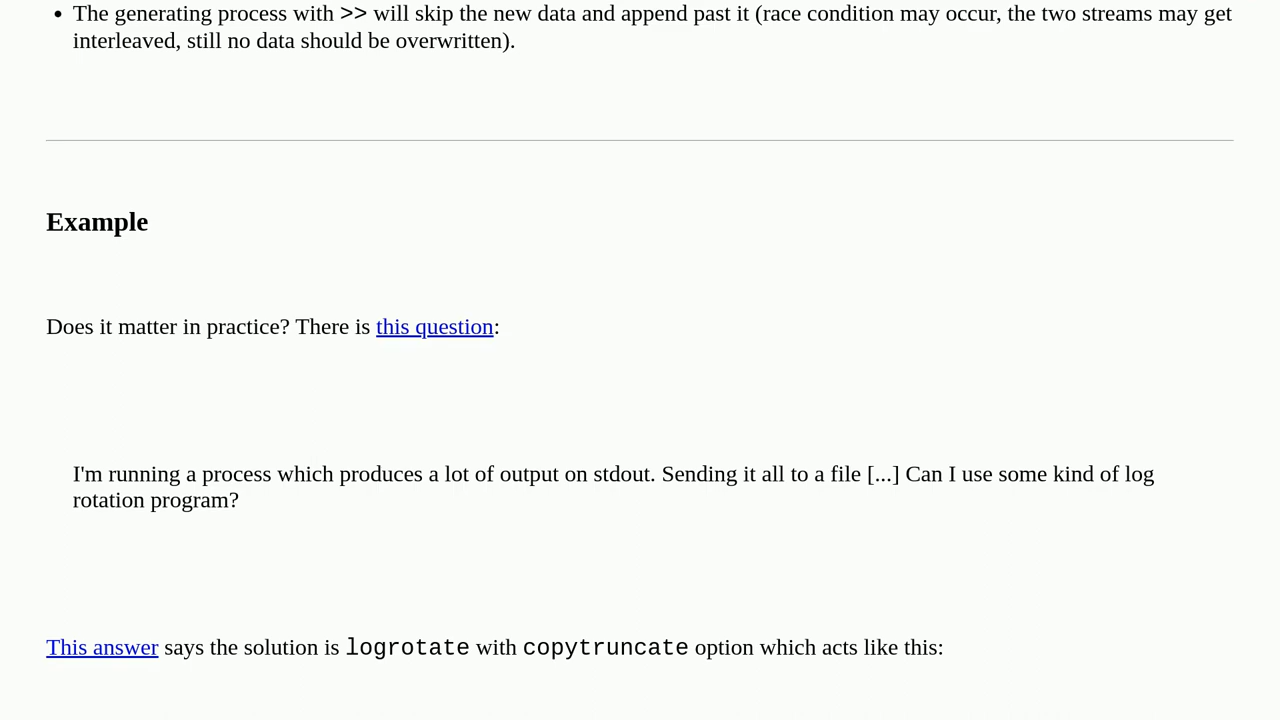 • The generating process with >> will skip the new data and append past it (race condition may occur, the two streams may get
interleaved, still no data should be overwritten).
Example
Does it matter in practice? There is this question:
I'm running a process which produces a lot of output on stdout. Sending it all to a file [...] Can I use some kind of log
rotation program?
This answer says the solution is logrotate with copytruncate option which acts like this: